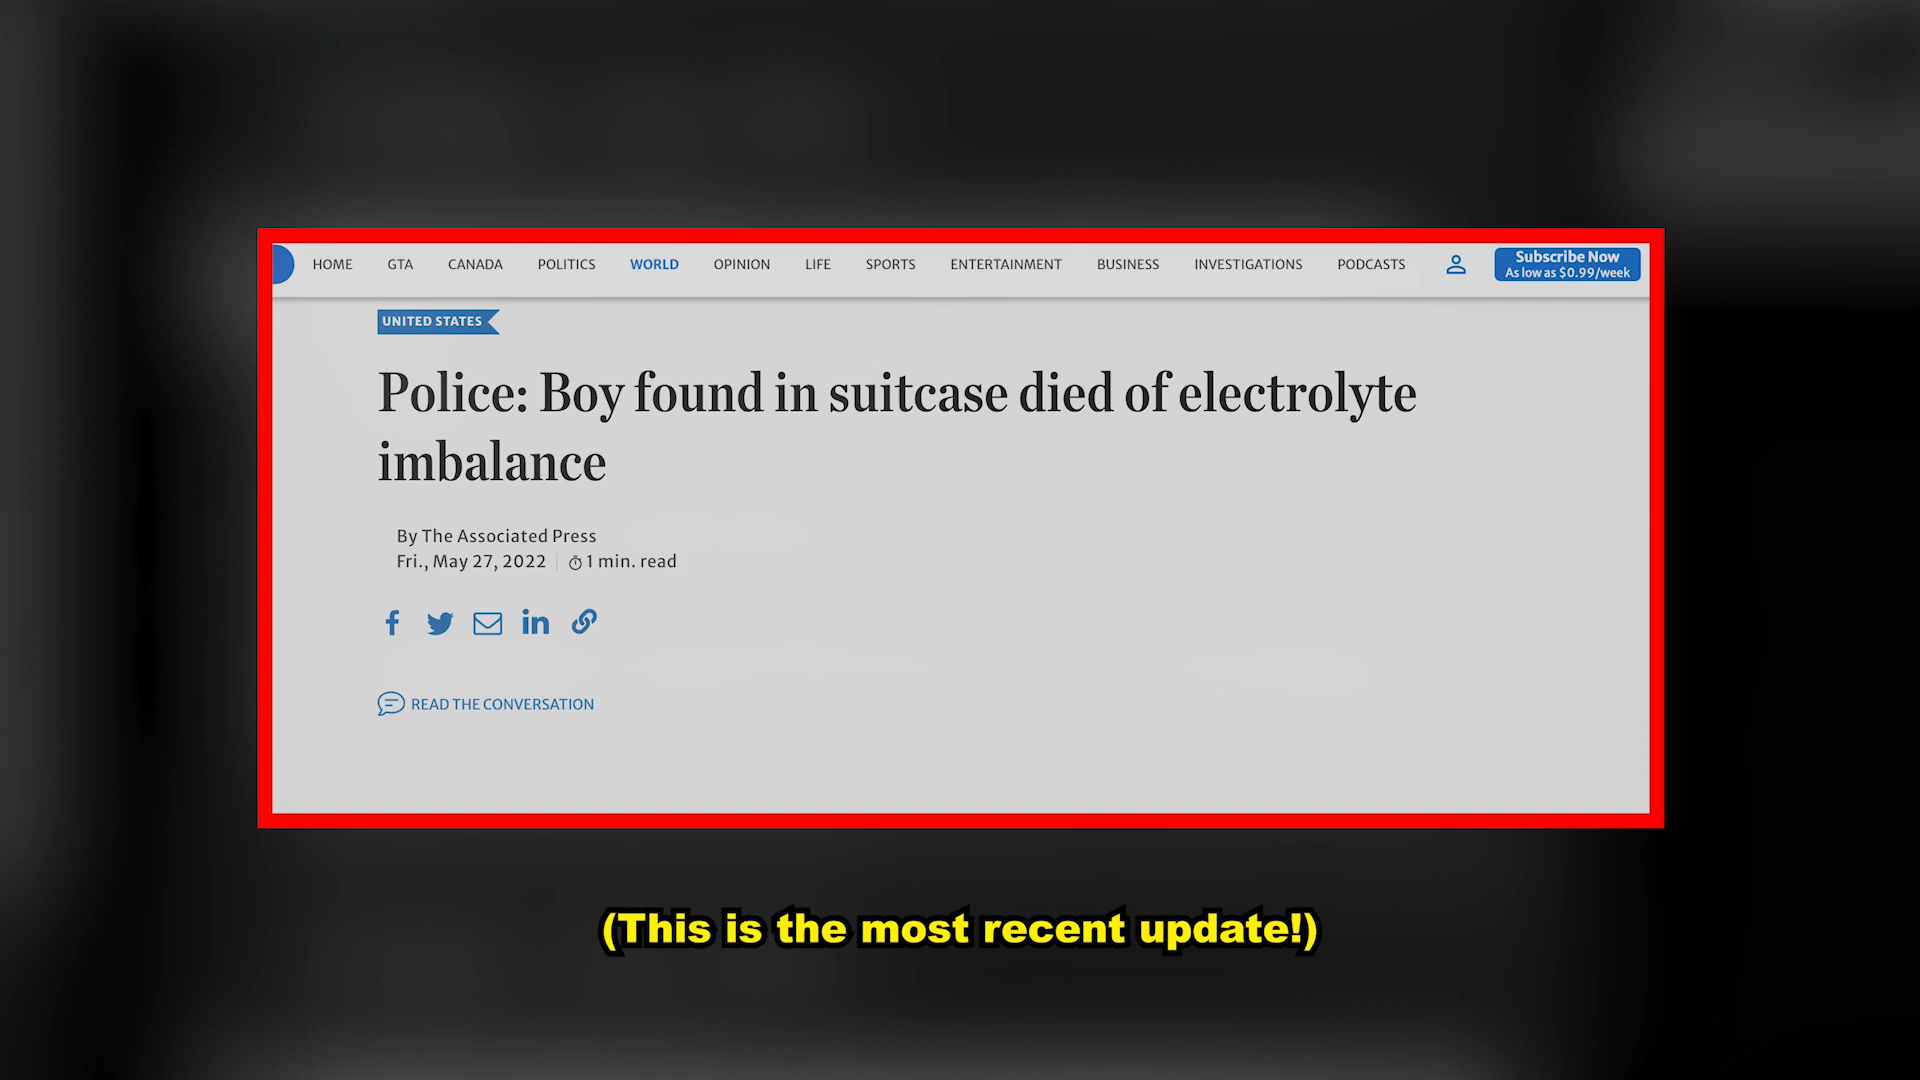 HOME GTA CANADA POLITICS WORLD OPINION LIFE SPORTS ENTERTAINMENT BUSINESS INVESTIGATIONS PODCASTS
Subscribe Now
As low as $0.99/week
UNITED STATES
Police: Boy found in suitcase died of electrolyte
imbalance
By The Associated Press
Fri., May 27, 2022 | 1 min. read
READ THE CONVERSATION
(This is the most recent update!)